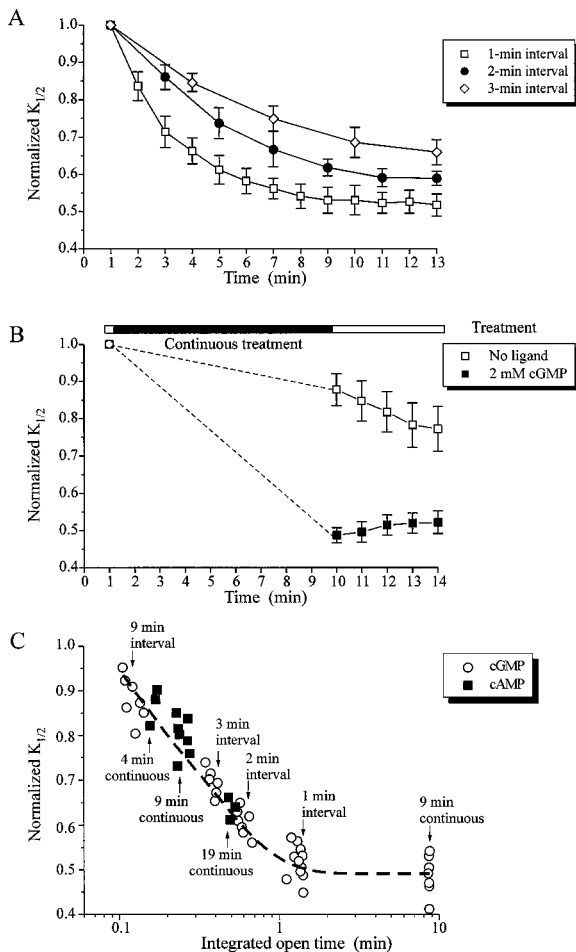 A
1.0
0.9
0.8
0.7
0.6
0.5
0.4
Normalized K1/2
0 1 2 3 4 5 6 7 8 9 10 11 12 13
Time (min)
1-min interval
2-min interval
3-min interval
B
Treatment
Continuous treatment
No ligand
2 mM cGMP
1.0
0.9
0.8
0.7
0.6
0.5
0.4
Normalized K1/2
0 1 2 3 4 5 6 7 8 9 10 11 12 13 14
Time (min)
C
9 min
interval
cGMP
cAMP
1.0
0.9
0.8
0.7
0.6
0.5
0.4
Normalized K1/2
4 min
continuous
9 min
continuous
3 min
interval
2 min
interval
19 min
continuous
1 min
interval
9 min
continuous
0.1 1 10
Integrated open time (min)